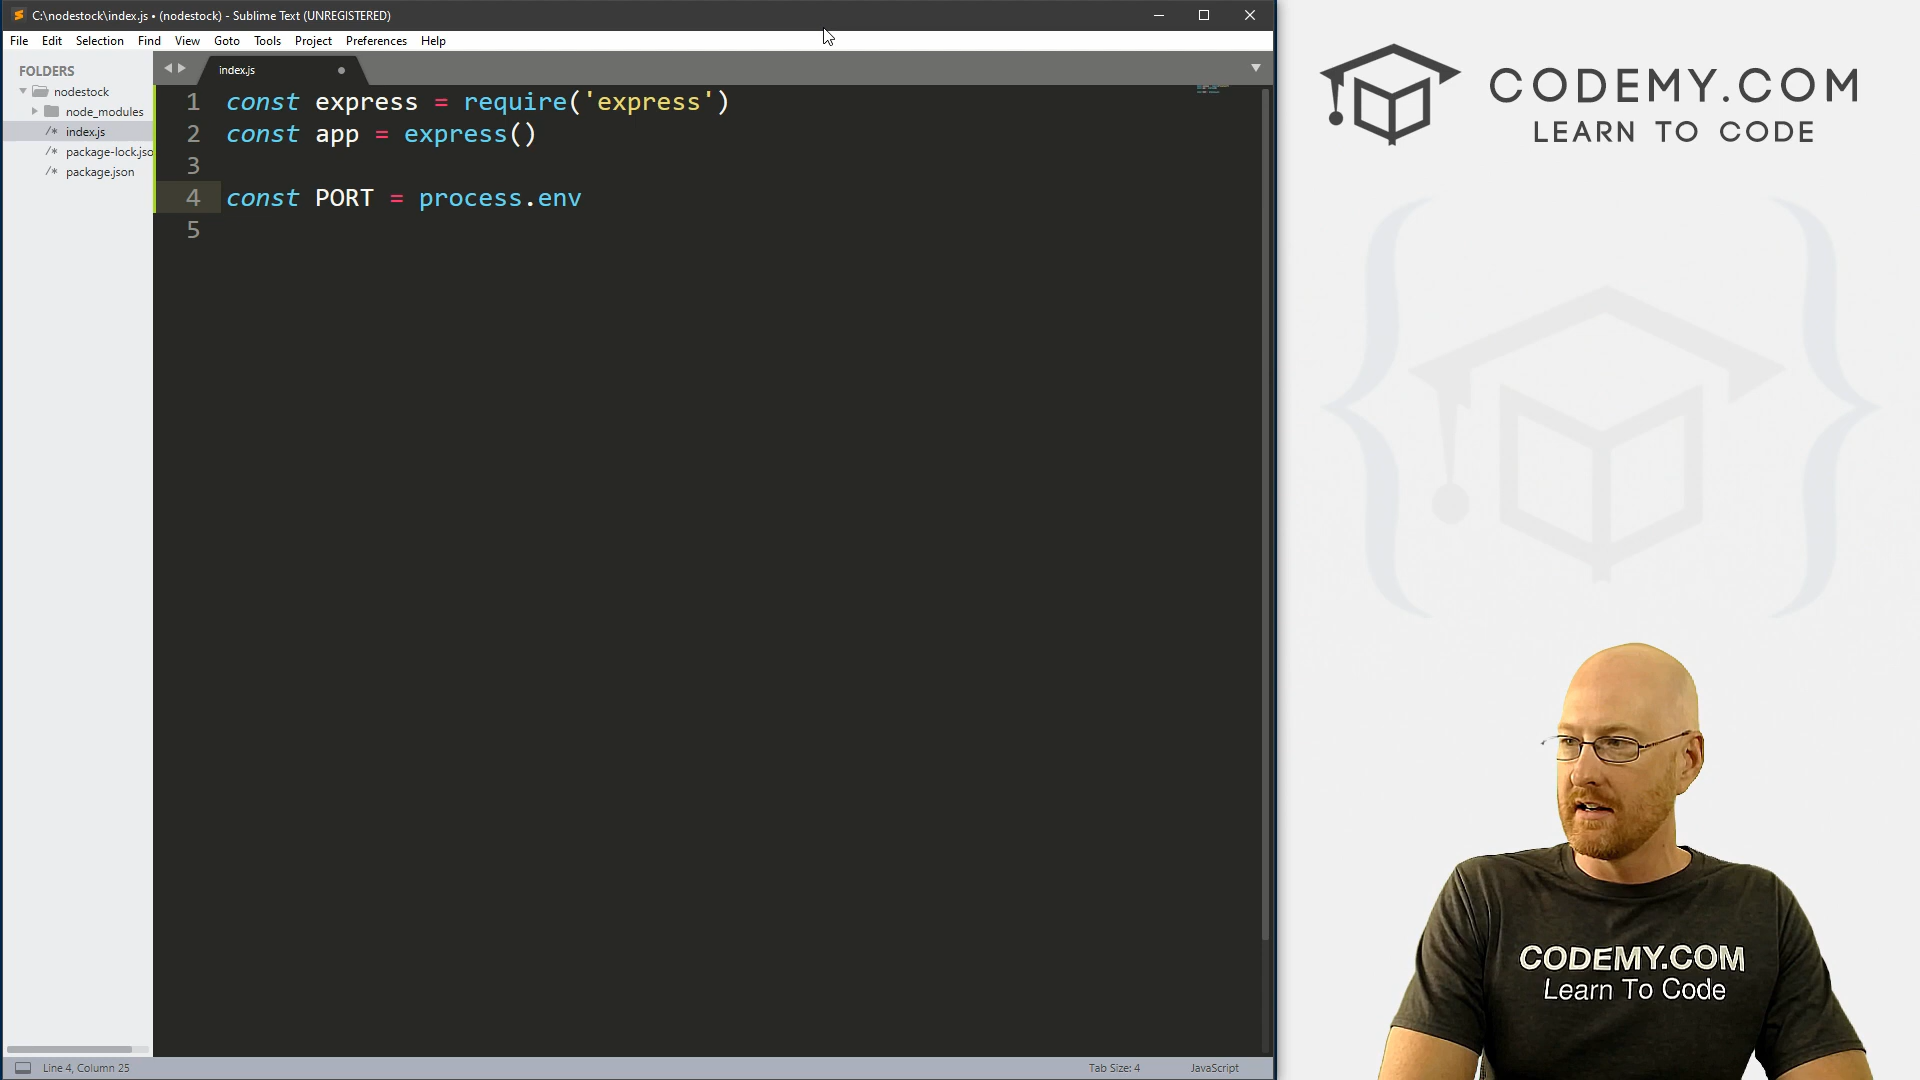 C:\nodestock\index.js • (nodestock) - Sublime Text (UNREGISTERED)
File Edit Selection Find View Goto Tools Project Preferences Help
FOLDERS
nodestock
node_modules
index.js
package-lock.jso
package.json
index.js
1 const express = require('express')
2 const app = express()
3
4 const PORT = process.env
5
Line 4, Column 25
Tab Size: 4
JavaScript
CODEMY.COM
LEARN TO CODE
CODEMY.COM
Learn To Code